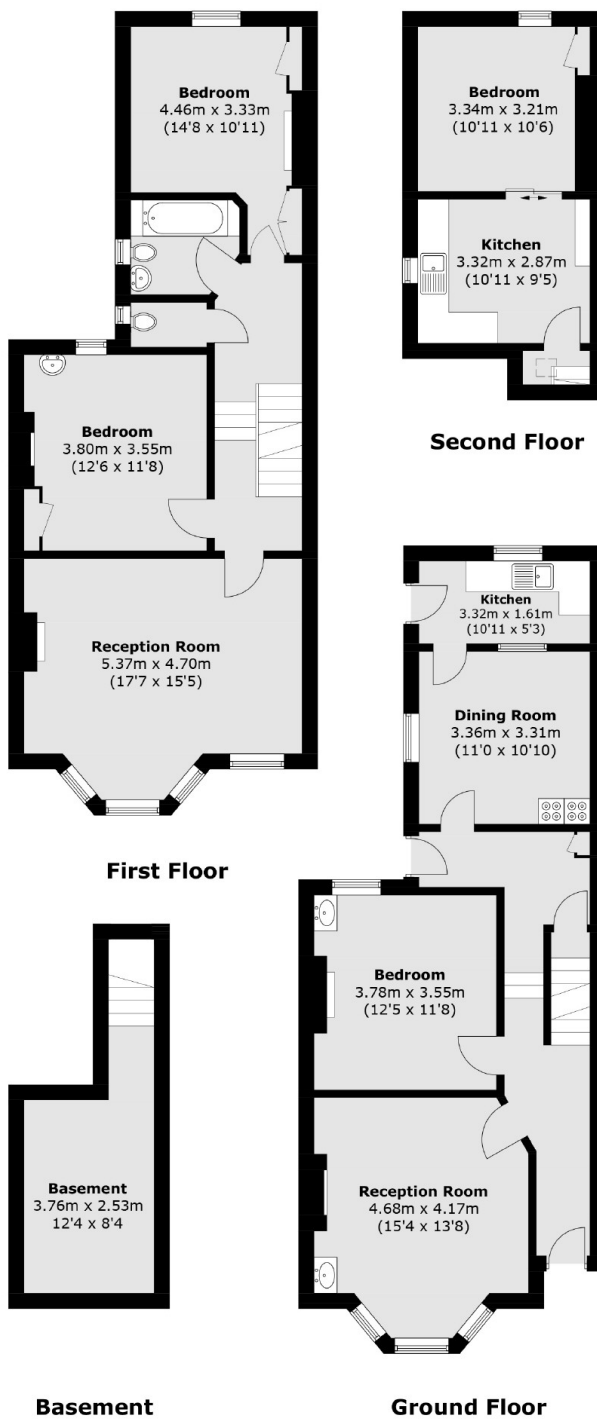 Bedroom
4.46m x 3.33m
(14'8 x 10'11)
Bedroom
3.80m x 3.55m
(12'6 x 11'8)
Reception Room
5.37m x 4.70m
(17'7 x 15'5)
First Floor
Bedroom
3.34m x 3.21m
(10'11 x 10'6)
Kitchen
3.32m x 2.87m
(10'11 x 9'5)
Second Floor
Kitchen
3.32m x 1.61m
(10'11 x 5'3)
Dining Room
3.36m x 3.31m
(11'0 x 10'10)
Bedroom
3.78m x 3.55m
(12'5 x 11'8)
Reception Room
4.68m x 4.17m
(15'4 x 13'8)
Ground Floor
Basement
3.76m x 2.53m
12'4 x 8'4
Basement